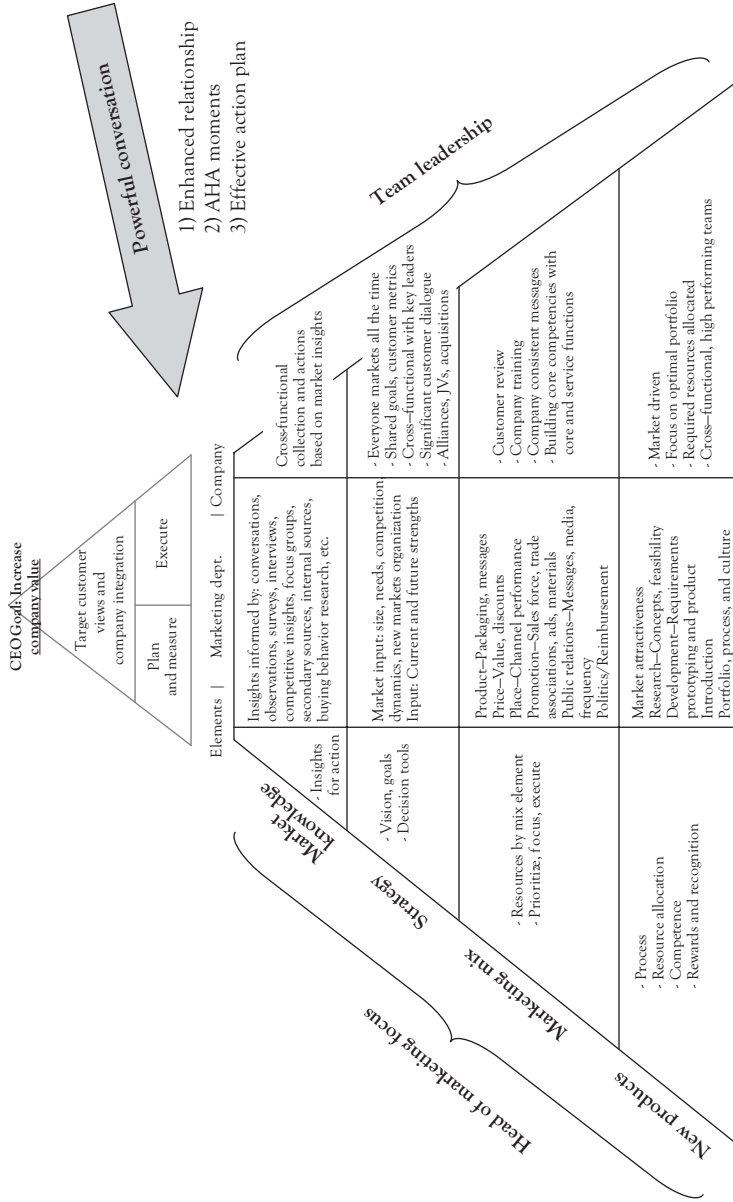 CEO Goal: Increase
company value
Target customer
views and
company integration
Plan
and measure
Execute
Powerful conversation
1) Enhanced relationship
2) AHA moments
3) Effective action plan
Elements | Marketing dept. | Company
Head of marketing focus
Team leadership
Market
knowledge
- Insights
for action
Insights informed by: conversations,
observations, surveys, interviews,
competitive insights, focus groups,
secondary sources, internal sources,
buying behavior research, etc.
Cross-functional
collection and actions
based on market insights
Strategy
- Vision, goals
- Decision tools
Market input: size, needs, competition,
dynamics, new markets organization
Input: Current and future strengths
- Everyone markets all the time
- Shared goals, customer metrics
- Cross–functional with key leaders
- Significant customer dialogue
- Alliances, JVs, acquisitions
Marketing mix
- Resources by mix element
- Prioritize, focus, execute
Product—Packaging, messages
Price—Value, discounts
Place—Channel performance
Promotion—Sales force, trade
associations, ads, materials
Public relations—Messages, media,
frequency
Politics/Reimbursement
- Customer review
- Company training
- Company consistent messages
- Building core competencies with
core and service functions
New products
- Process
- Resource allocation
- Competence
- Rewards and recognition
Market attractiveness
Research—Concepts, feasibility
Development—Requirements
prototyping and product
Introduction
Portfolio, process, and culture
- Market driven
- Focus on optimal portfolio
- Required resources allocated
- Cross–functional, high performing teams